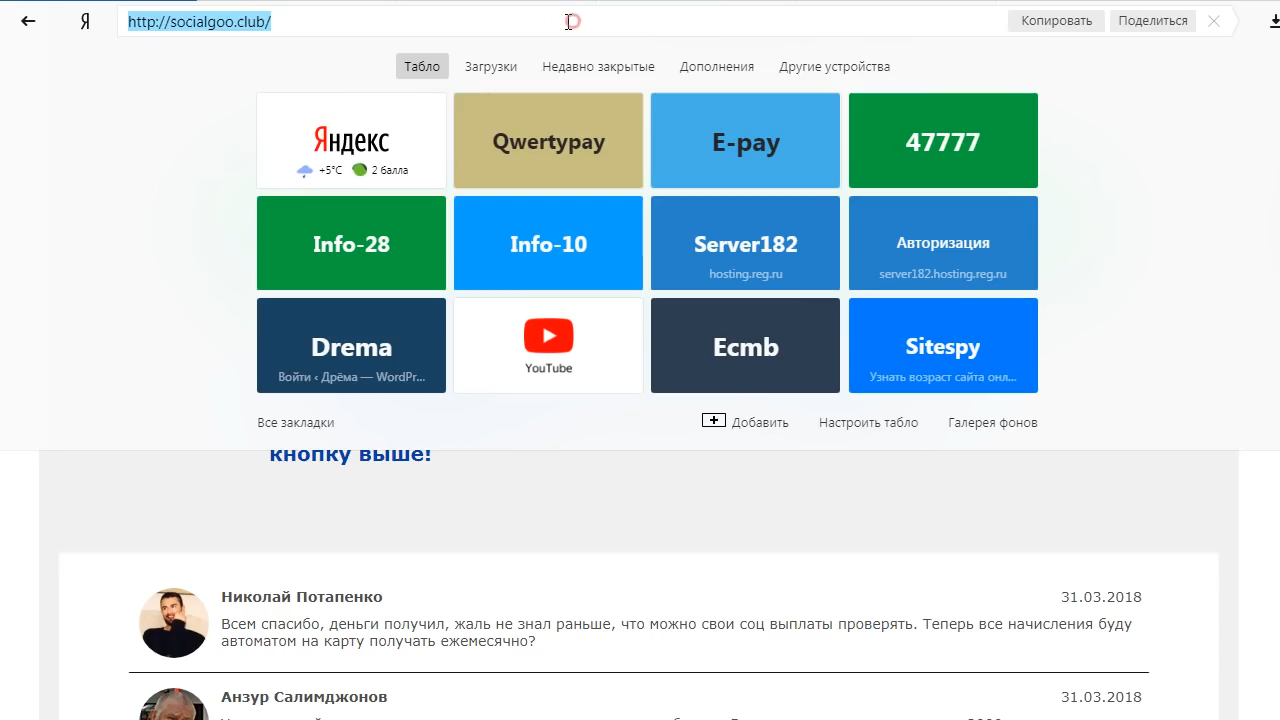 Я
http://socialgoo.club/
Копировать
Поделиться
Табло
Загрузки
Недавно закрытые
Дополнения
Другие устройства
Яндекс
+5°C
2 балла
Qwertypay
E-pay
47777
Info-28
Info-10
Server182
hosting.reg.ru
Авторизация
server182.hosting.reg.ru
Drema
Войти ‹ Дрёма — WordPr...
YouTube
Ecmb
Sitespy
Узнать возраст сайта онл...
Все закладки
Добавить
Настроить табло
Галерея фонов
кнопку выше!
Николай Потапенко
31.03.2018
Всем спасибо, деньги получил, жаль не знал раньше, что можно свои соц выплаты проверять. Теперь все начисления буду
автоматом на карту получать ежемесячно?
Анзур Салимджонов
31.03.2018